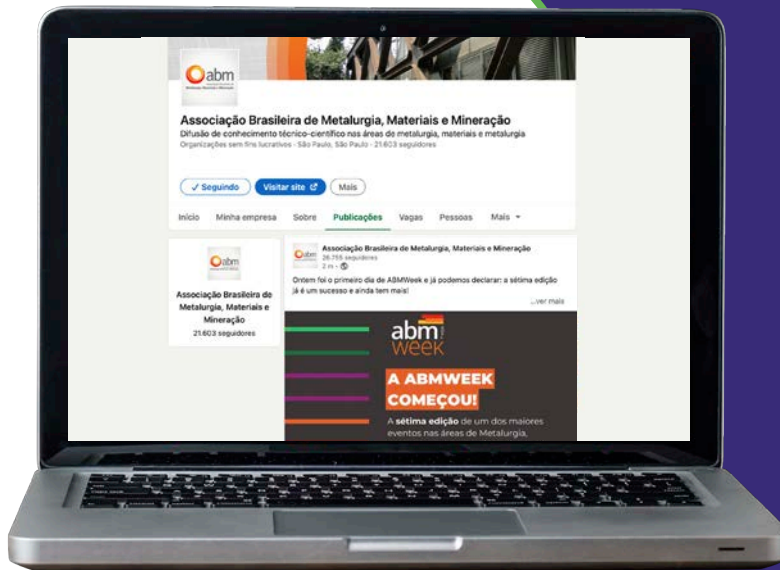 abm
Associação Brasileira de Metalurgia, Materiais e Mineração
Difusão de conhecimento técnico-científico nas áreas de metalurgia, materiais e metalurgia
Organizações sem fins lucrativos · São Paulo, São Paulo · 21.603 seguidores
✓ Seguindo
Visitar site
Mais
Início Minha empresa Sobre Publicações Vagas Pessoas Mais
abm
Associação Brasileira de
Metalurgia, Materiais e
Mineração
21.603 seguidores
abm
Associação Brasileira de Metalurgia, Materiais e Mineração
26.755 seguidores
2 m ·
Ontem foi o primeiro dia de ABMWeek e já podemos declarar: a sétima edição
já é um sucesso e ainda tem mais!
...ver mais
abm
week
A ABMWEEK
COMEÇOU!
A sétima edição de um dos maiores
eventos nas áreas de Metalurgia,